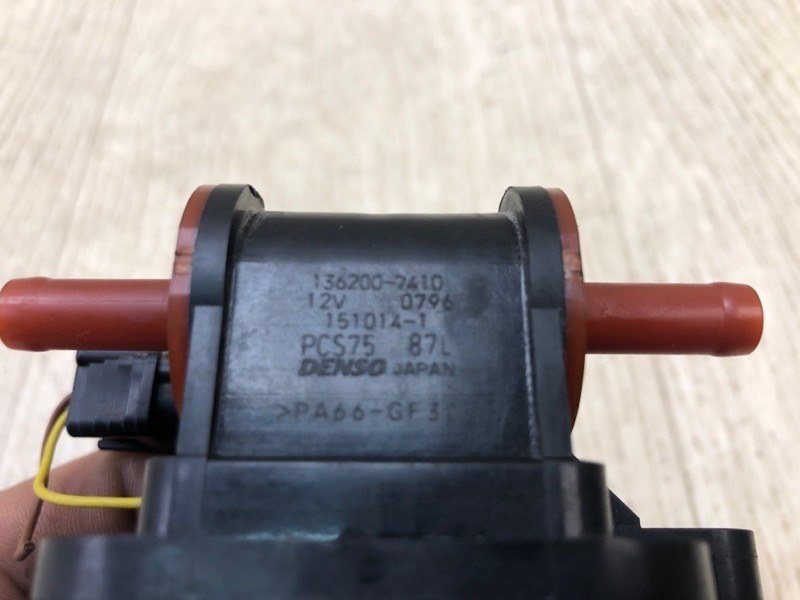 136200-7410
12V 0796
151014-1
PCS75 87L
DENSO JAPAN
>PA66-GF3